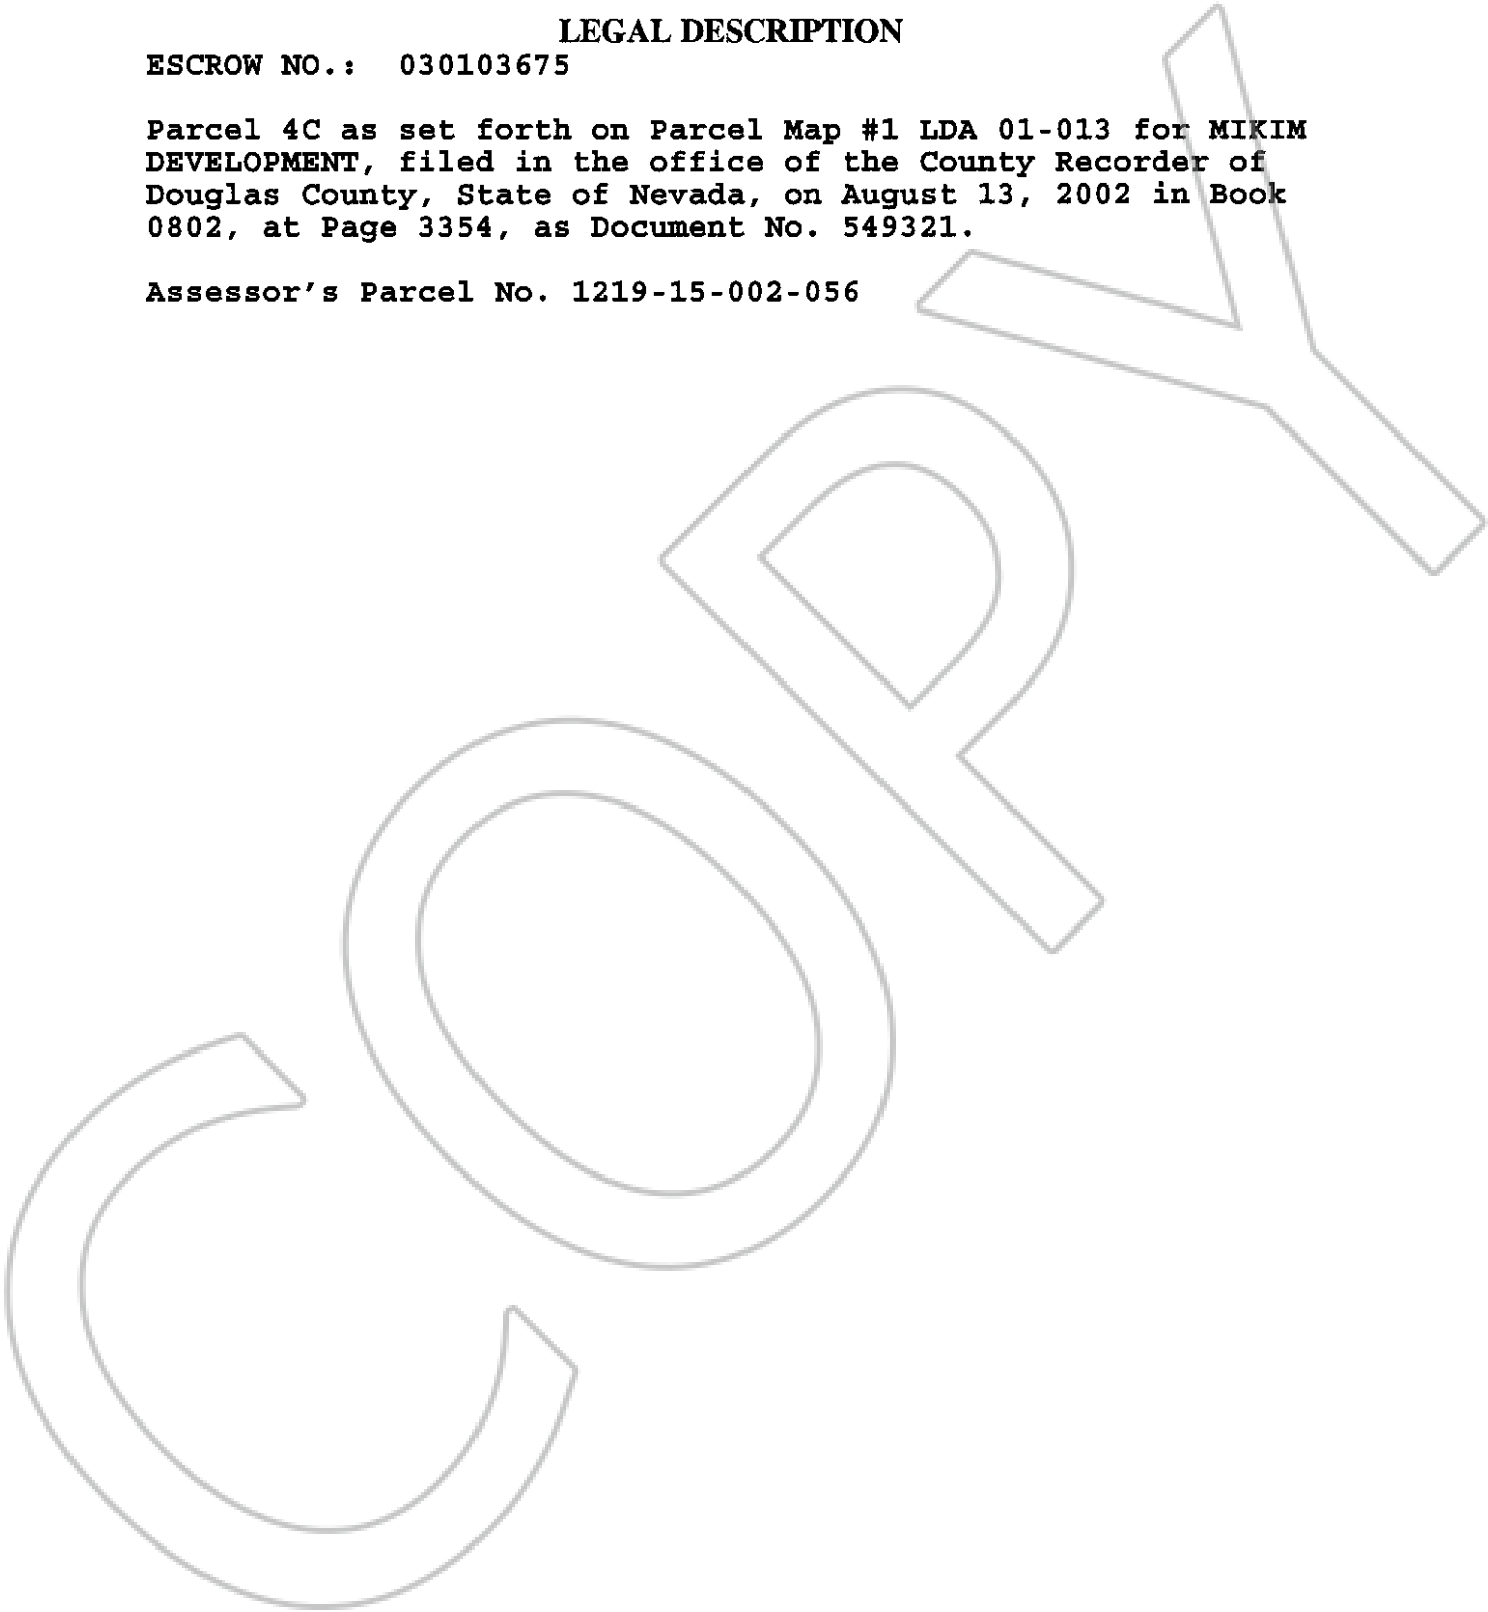 LEGAL DESCRIPTION
ESCROW NO.: 030103675
Parcel 4C as set forth on Parcel Map #1 LDA 01-013 for MIKIM
DEVELOPMENT, filed in the office of the County Recorder of
Douglas County, State of Nevada, on August 13, 2002 in Book
0802, at Page 3354, as Document No. 549321.
Assessor's Parcel No. 1219-15-002-056
COPY